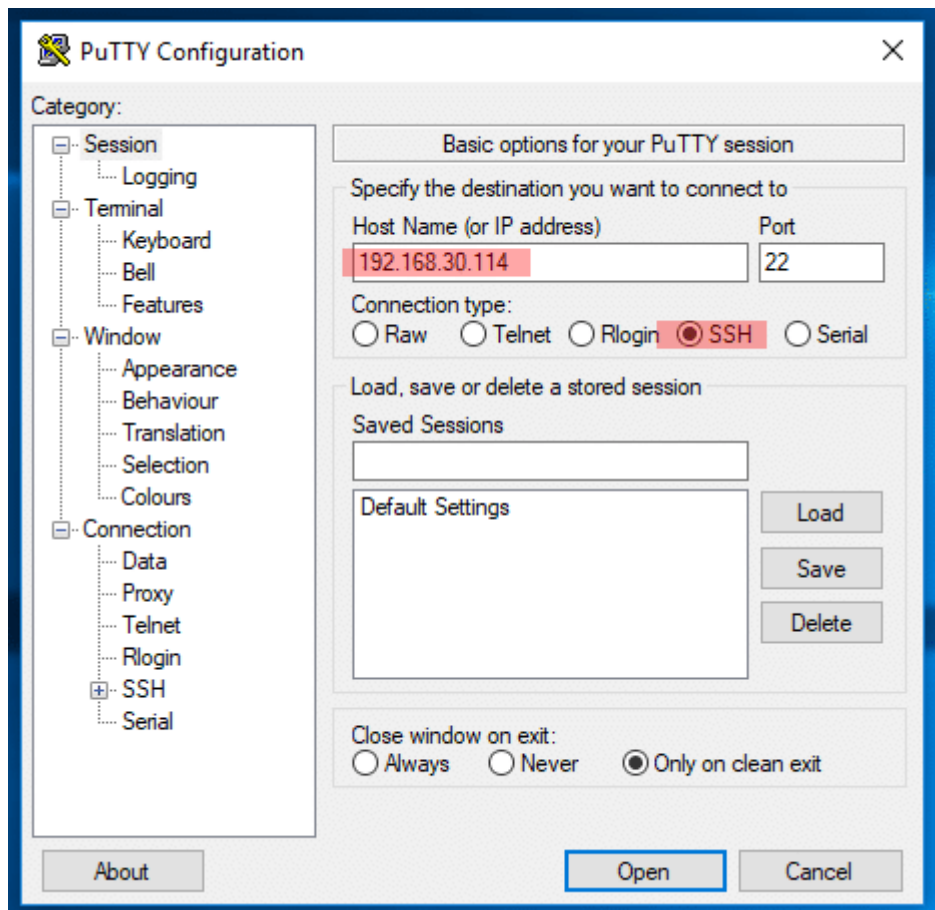 PuTTY Configuration
Category:
Session
Logging
Terminal
Keyboard
Bell
Features
Window
Appearance
Behaviour
Translation
Selection
Colours
Connection
Data
Proxy
Telnet
Rlogin
SSH
Serial
Basic options for your PuTTY session
Specify the destination you want to connect to
Host Name (or IP address) Port
192.168.30.114 22
Connection type:
Raw Telnet Rlogin SSH Serial
Load, save or delete a stored session
Saved Sessions
Default Settings
Load
Save
Delete
Close window on exit:
Always Never Only on clean exit
About Open Cancel